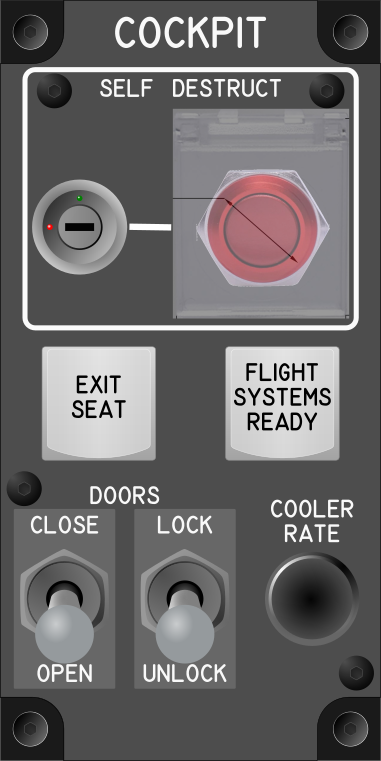 COCKPIT
SELF DESTRUCT
EXIT
SEAT
FLIGHT
SYSTEMS
READY
DOORS
CLOSE
LOCK
COOLER
RATE
OPEN
UNLOCK